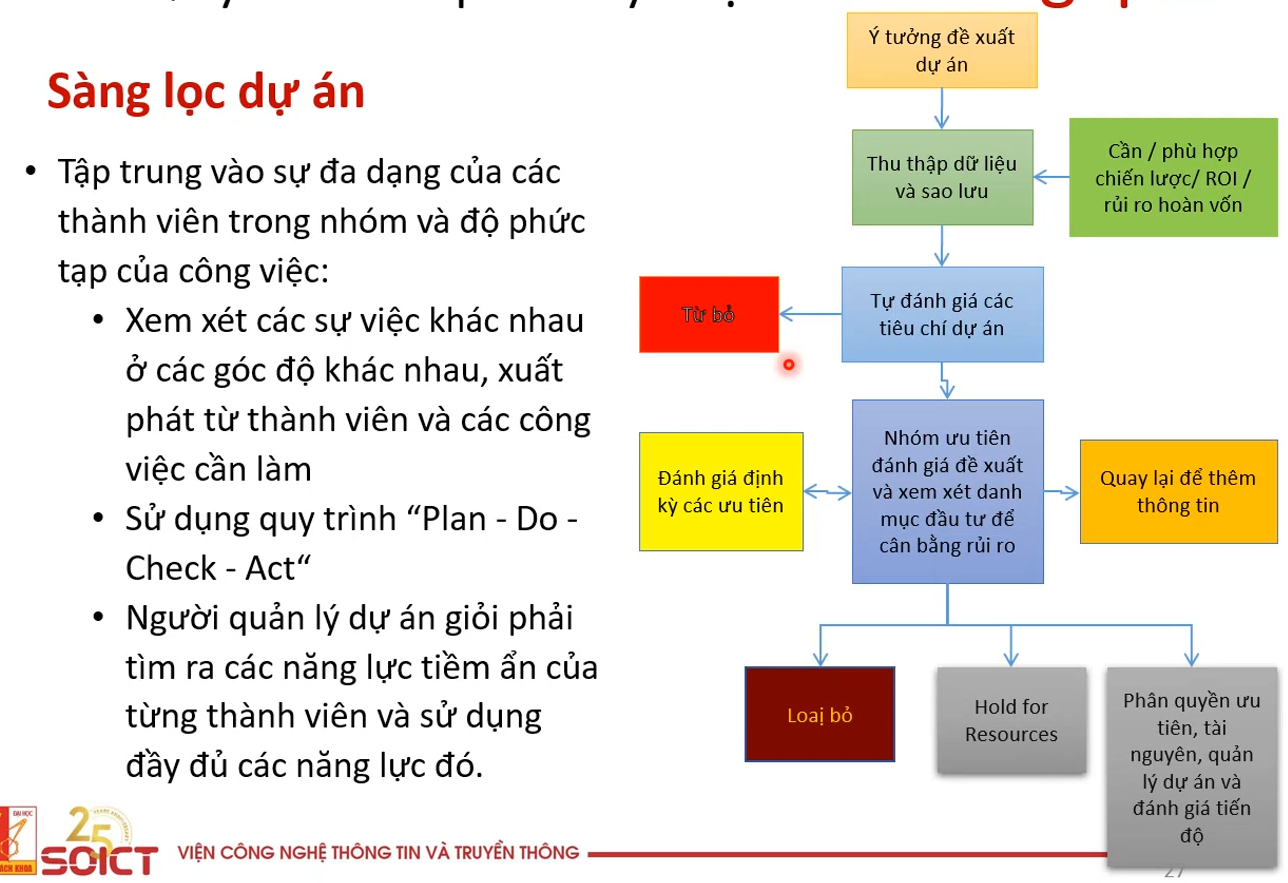 Sàng lọc dự án
• Tập trung vào sự đa dạng của các
thành viên trong nhóm và độ phức
tạp của công việc:
• Xem xét các sự việc khác nhau
ở các góc độ khác nhau, xuất
phát từ thành viên và các công
việc cần làm
• Sử dụng quy trình “Plan - Do -
Check - Act“
• Người quản lý dự án giỏi phải
tìm ra các năng lực tiềm ẩn của
từng thành viên và sử dụng
đầy đủ các năng lực đó.
Ý tưởng đề xuất
dự án
Thu thập dữ liệu
và sao lưu
Cần / phù hợp
chiến lược/ ROI /
rủi ro hoàn vốn
Từ bỏ
Tự đánh giá các
tiêu chí dự án
Đánh giá định
kỳ các ưu tiên
Nhóm ưu tiên
đánh giá đề xuất
và xem xét danh
mục đầu tư để
cân bằng rủi ro
Quay lại để thêm
thông tin
Loaị bỏ
Hold for
Resources
Phân quyền ưu
tiên, tài
nguyên, quản
lý dự án và
đánh giá tiến
độ
ĐẠI HỌC
BÁCH KHOA
25
YEARS ANNIVERSARY
SOICT
VIỆN CÔNG NGHỆ THÔNG TIN VÀ TRUYỀN THÔNG
27